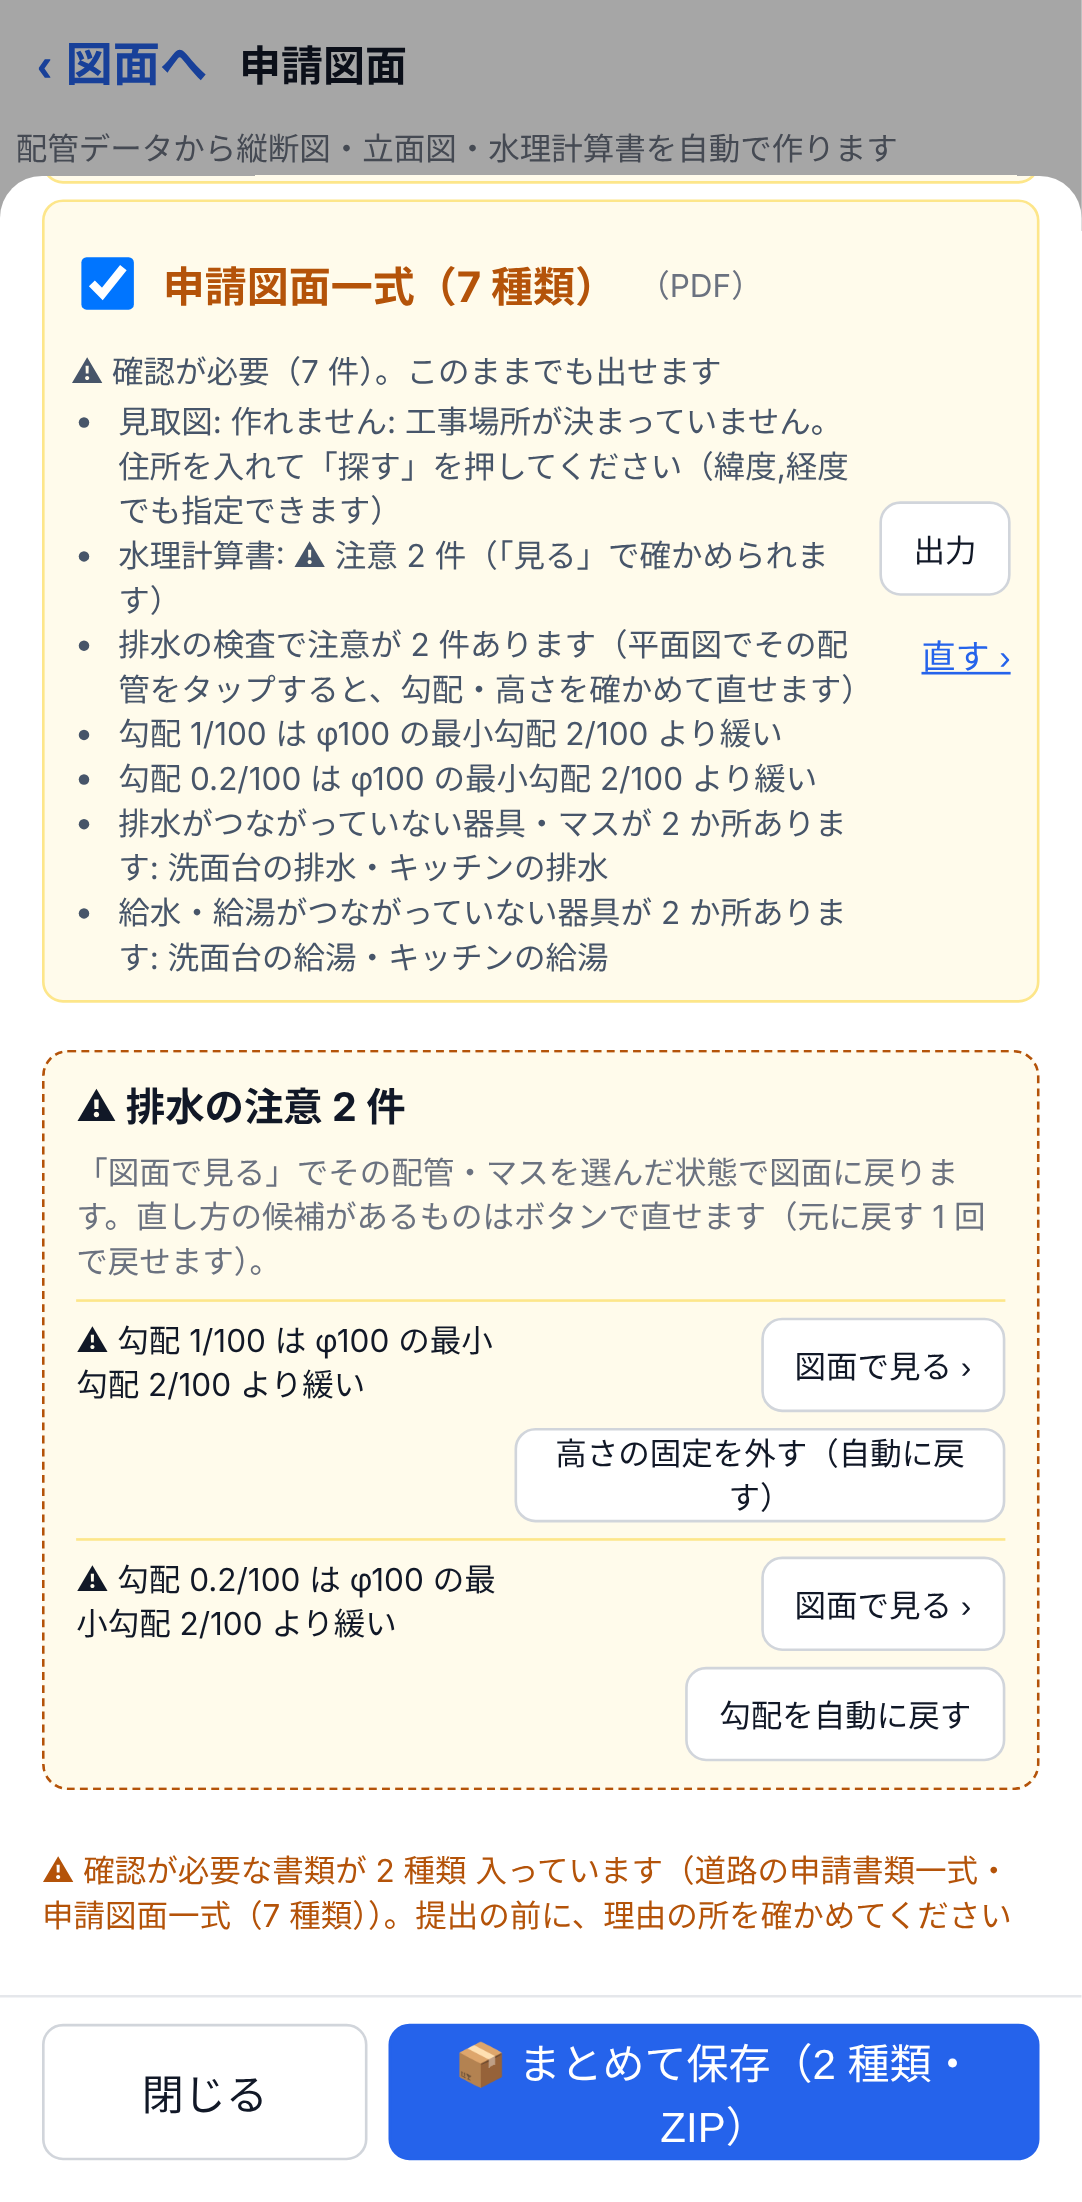 ‹ 図面へ 申請図面
配管データから縦断図・立面図・水理計算書を自動で作ります
申請図面一式（7 種類） （PDF）
⚠ 確認が必要（7 件）。このままでも出せます
• 見取図: 作れません: 工事場所が決まっていません。
住所を入れて「探す」を押してください（緯度,経度
でも指定できます）
• 水理計算書: ⚠ 注意 2 件（「見る」で確かめられま
す）
• 排水の検査で注意が 2 件あります（平面図でその配
管をタップすると、勾配・高さを確かめて直せます）
• 勾配 1/100 は φ100 の最小勾配 2/100 より緩い
• 勾配 0.2/100 は φ100 の最小勾配 2/100 より緩い
• 排水がつながっていない器具・マスが 2 か所ありま
す: 洗面台の排水・キッチンの排水
• 給水・給湯がつながっていない器具が 2 か所ありま
す: 洗面台の給湯・キッチンの給湯
出力
直す ›
⚠ 排水の注意 2 件
「図面で見る」でその配管・マスを選んだ状態で図面に戻りま
す。直し方の候補があるものはボタンで直せます（元に戻す 1 回
で戻せます）。
⚠ 勾配 1/100 は φ100 の最小
勾配 2/100 より緩い
図面で見る ›
高さの固定を外す（自動に戻
す）
⚠ 勾配 0.2/100 は φ100 の最
小勾配 2/100 より緩い
図面で見る ›
勾配を自動に戻す
⚠ 確認が必要な書類が 2 種類 入っています（道路の申請書類一式・
申請図面一式（7 種類））。提出の前に、理由の所を確かめてください
閉じる
📦 まとめて保存（2 種類・
ZIP）